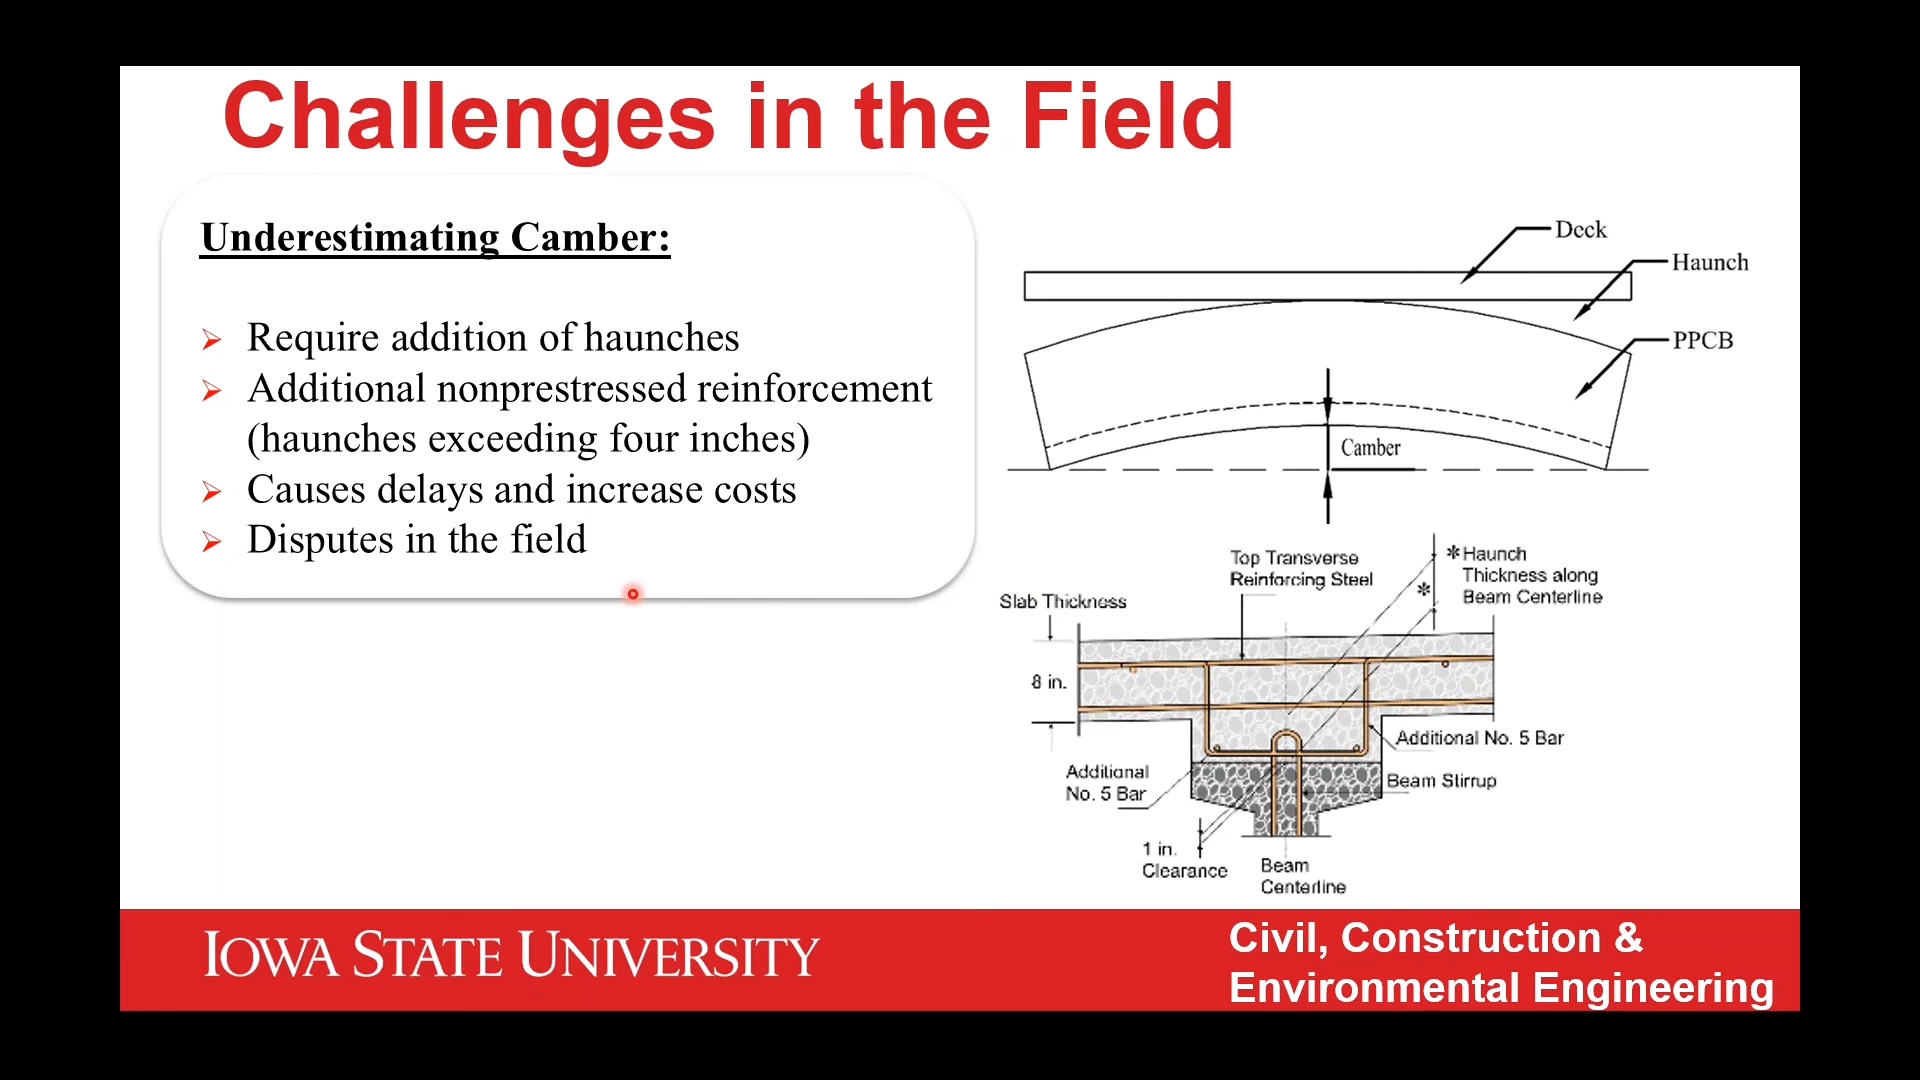 Challenges in the Field
Underestimating Camber:
Require addition of haunches
Additional nonprestressed reinforcement
(haunches exceeding four inches)
Causes delays and increase costs
Disputes in the field
Deck
Haunch
PPCB
Camber
Top Transverse
Reinforcing Steel
*Haunch
Thickness along
Beam Centerline
*
Slab Thickness
8 in.
Additional No. 5 Bar
Additional
No. 5 Bar
Beam Stirrup
1 in.
Clearance
Beam
Centerline
IOWA STATE UNIVERSITY
Civil, Construction &
Environmental Engineering